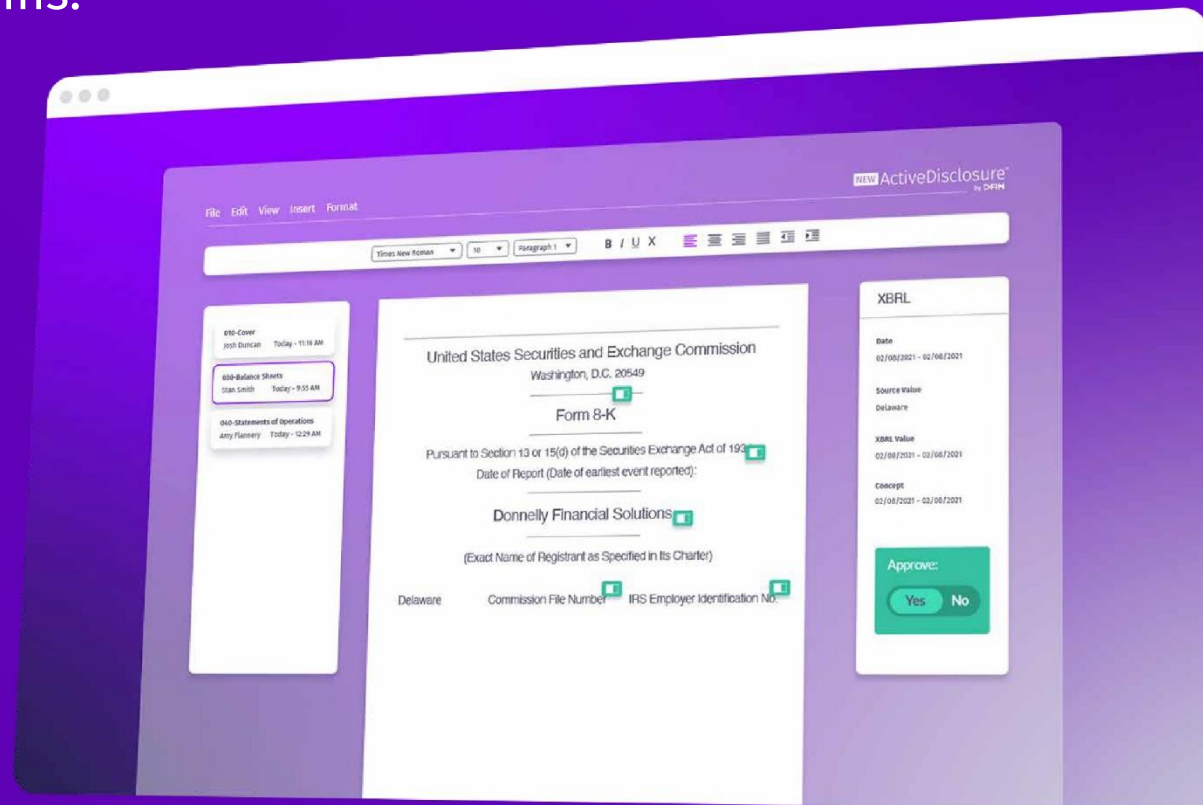 NEW ActiveDisclosure®
by DFIN
File Edit View Insert Format
Times New Roman 10 Paragraph 1 B I U X
010-Cover
Josh Duncan Today - 11:16 AM
030-Balance Sheets
Stan Smith Today - 9:55 AM
040-Statements of Operations
Amy Flannery Today - 12:29 AM
United States Securities and Exchange Commission
Washington, D.C. 20549
Form 8-K
Pursuant to Section 13 or 15(d) of the Securities Exchange Act of
Date of Report (Date of earliest event reported):
Donnelly Financial Solutions
(Exact Name of Registrant as Specified in Its Charter)
Delaware Commission File Number IRS Employer Identification No.
XBRL
Date
02/08/2021 - 02/08/2021
Source Value
Delaware
XBRL Value
02/08/2021 - 02/08/2021
Concept
02/08/2021 - 02/08/2021
Approve:
Yes No